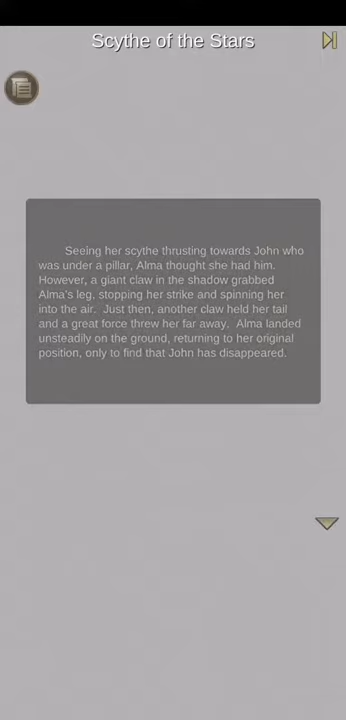 Scythe of the Stars
Seeing her scythe thrusting towards John who
was under a pillar, Alma thought she had him.
However, a giant claw in the shadow grabbed
Alma's leg, stopping her strike and spinning her
into the air.  Just then, another claw held her tail
and a great force threw her far away.  Alma landed
unsteadily on the ground, returning to her original
position, only to find that John has disappeared.